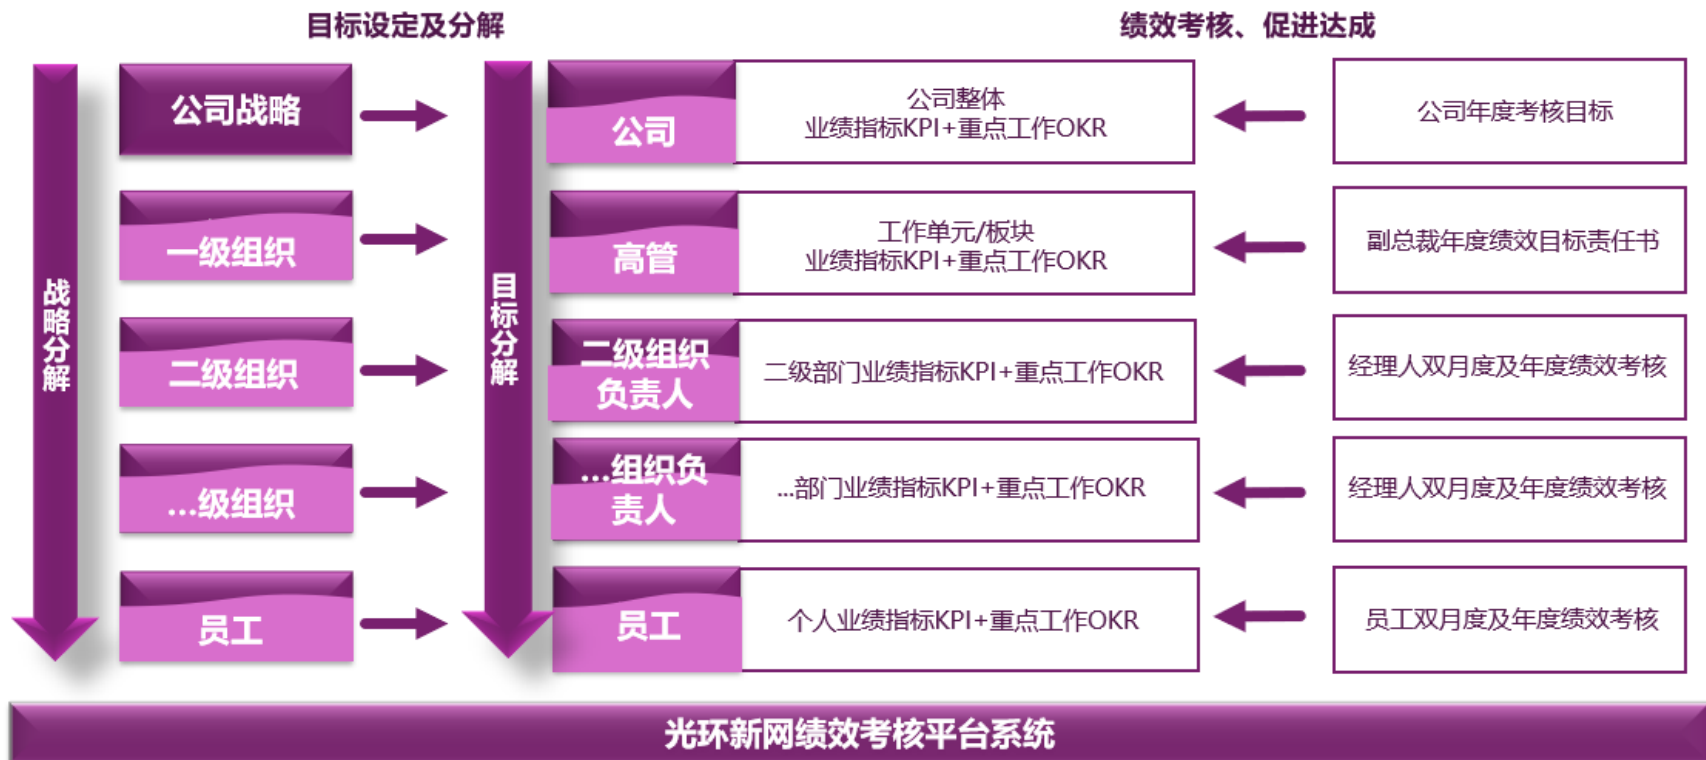 目标设定及分解
绩效考核、促进达成
战略分解
目标分解
公司战略
公司
公司整体
业绩指标KPI+重点工作OKR
公司年度考核目标
一级组织
高管
工作单元/板块
业绩指标KPI+重点工作OKR
副总裁年度绩效目标责任书
二级组织
二级组织
负责人
二级部门业绩指标KPI+重点工作OKR
经理人双月度及年度绩效考核
...级组织
...组织负
责人
...部门业绩指标KPI+重点工作OKR
经理人双月度及年度绩效考核
员工
员工
个人业绩指标KPI+重点工作OKR
员工双月度及年度绩效考核
光环新网绩效考核平台系统